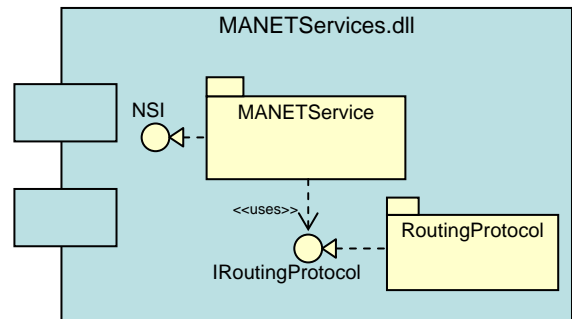 MANETServices.dll
NSI
MANETService
<<uses>>
RoutingProtocol
IRoutingProtocol